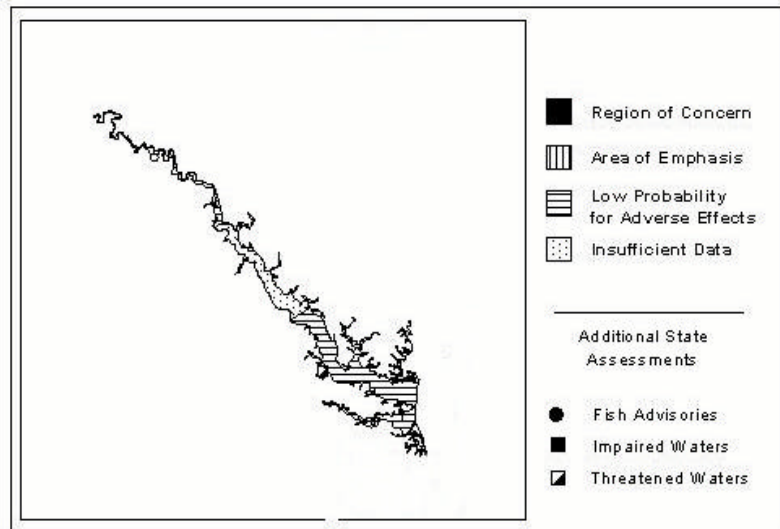 Region of Concern
Area of Emphasis
Low Probability
for Adverse Effects
Insufficient Data
Additional State
Assessments
Fish Advisories
Impaired Waters
Threatened Waters